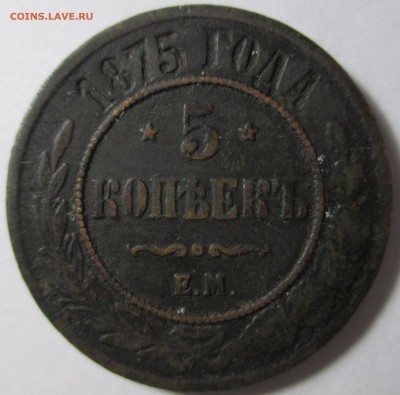 COINS.LAVE.RU
1875 ГОДА
5
КОПѢЕКЪ
Е.М.